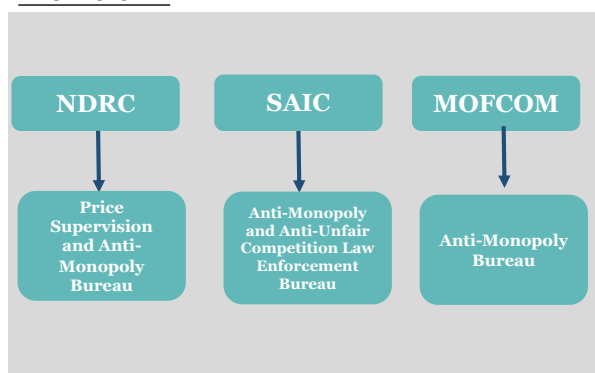 NDRC
SAIC
MOFCOM
Price
Supervision
and Anti-
Monopoly
Bureau
Anti-Monopoly
and Anti-Unfair
Competition Law
Enforcement
Bureau
Anti-Monopoly
Bureau